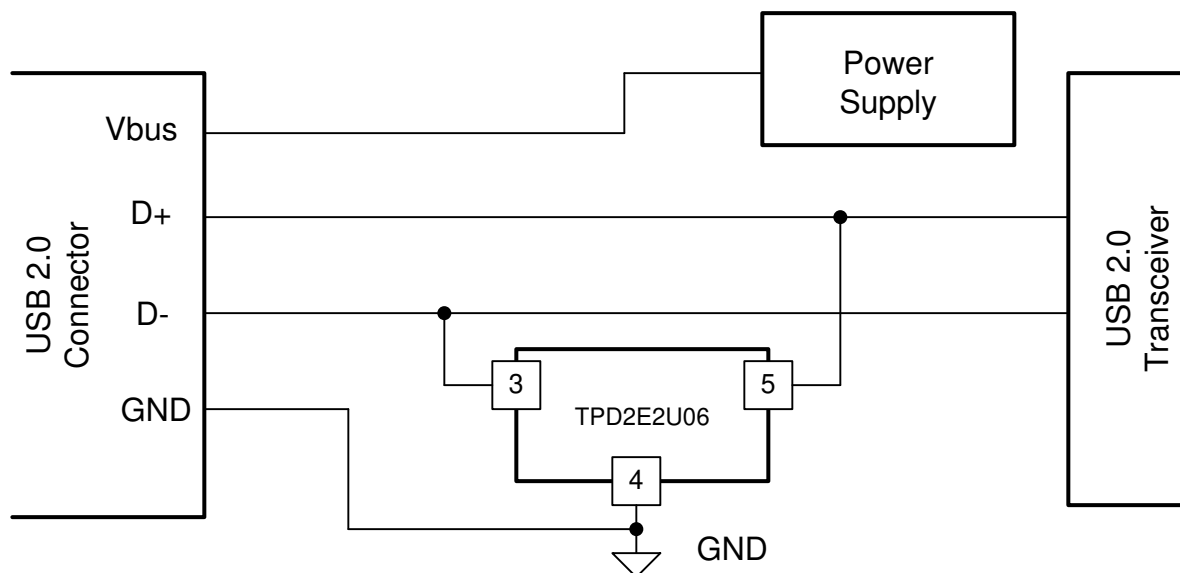 Power
Supply
Vbus
D+
D-
GND
USB 2.0
Connector
USB 2.0
Transceiver
3
5
TPD2E2U06
4
GND